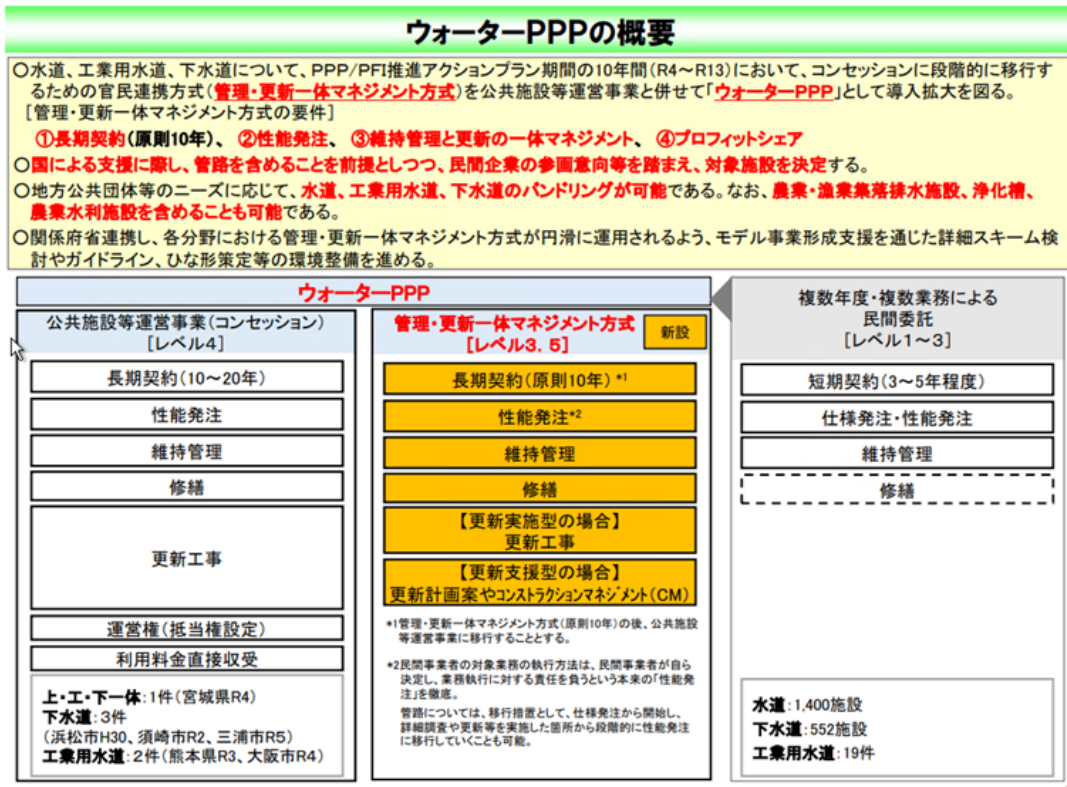 ウォーターPPPの概要
○水道、工業用水道、下水道について、PPP/PFI推進アクションプラン期間の10年間(R4～R13)において、コンセッションに段階的に移行す
るための官民連携方式(管理・更新一体マネジメント方式)を公共施設等運営事業と併せて「ウォーターPPP」として導入拡大を図る。
[管理・更新一体マネジメント方式の要件]
①長期契約(原則10年)、 ②性能発注、 ③維持管理と更新の一体マネジメント、 ④プロフィットシェア
○国による支援に際し、管路を含めることを前提としつつ、民間企業の参画意向等を踏まえ、対象施設を決定する。
○地方公共団体等のニーズに応じて、水道、工業用水道、下水道のバンドリングが可能である。なお、農業・漁業集落排水施設、浄化槽、
農業水利施設を含めることも可能である。
○関係府省連携し、各分野における管理・更新一体マネジメント方式が円滑に運用されるよう、モデル事業形成支援を通じた詳細スキーム検
討やガイドライン、ひな形策定等の環境整備を進める。
ウォーターPPP
公共施設等運営事業(コンセッション)
[レベル4]
長期契約(10～20年)
性能発注
維持管理
修繕
更新工事
運営権(抵当権設定)
利用料金直接収受
上・工・下一体:1件(宮城県R4)
下水道:3件
(浜松市H30、須崎市R2、三浦市R5)
工業用水道:2件(熊本県R3、大阪市R4)
管理・更新一体マネジメント方式
[レベル3.5]
新設
長期契約(原則10年) *1
性能発注*2
維持管理
修繕
【更新実施型の場合】
更新工事
【更新支援型の場合】
更新計画案やコンストラクションマネジメント(CM)
*1管理・更新一体マネジメント方式(原則10年)の後、公共施設
等運営事業に移行することとする。
*2民間事業者の対象業務の執行方法は、民間事業者が自ら
決定し、業務執行に対する責任を負うという本来の「性能発
注」を徹底。
管路については、移行措置として、仕様発注から開始し、
詳細調査や更新等を実施した箇所から段階的に性能発注
に移行していくことも可能。
複数年度・複数業務による
民間委託
[レベル1～3]
短期契約(3～5年程度)
仕様発注・性能発注
維持管理
修繕
水道:1,400施設
下水道:552施設
工業用水道:19件